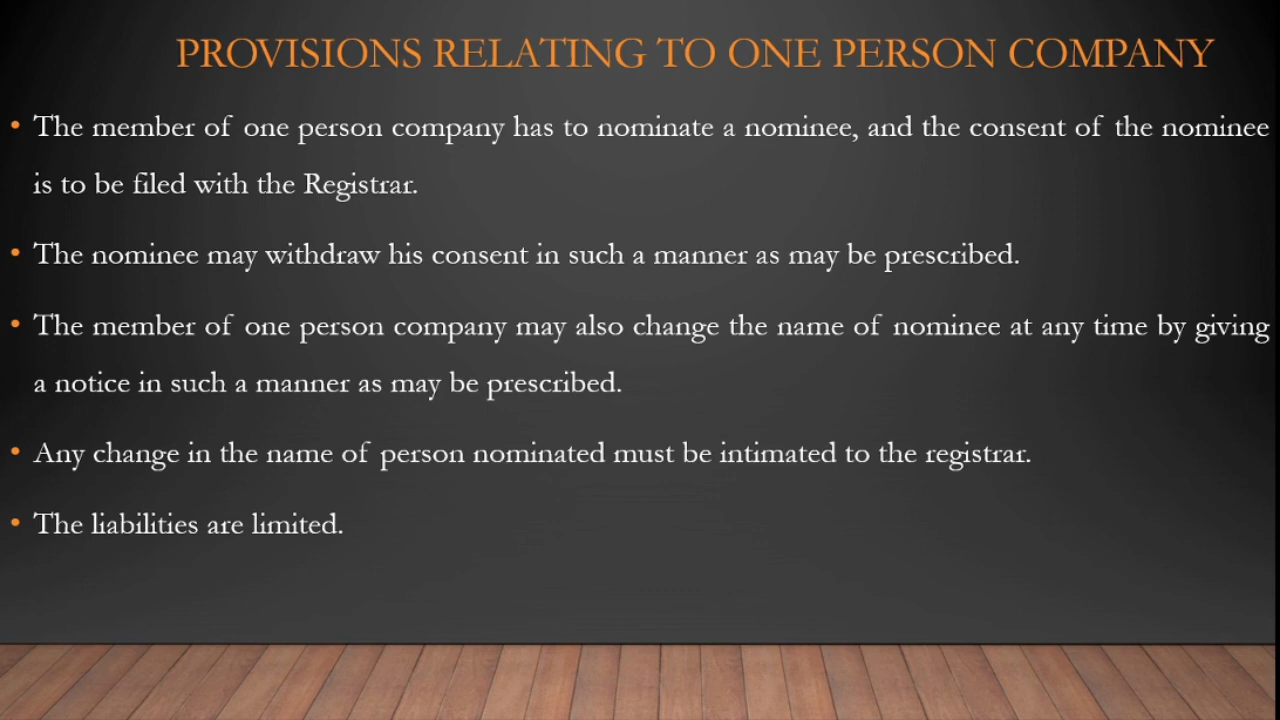 PROVISIONS RELATING TO ONE PERSON COMPANY
• The member of one person company has to nominate a nominee, and the consent of the nominee
is to be filed with the Registrar.
• The nominee may withdraw his consent in such a manner as may be prescribed.
• The member of one person company may also change the name of nominee at any time by giving
a notice in such a manner as may be prescribed.
• Any change in the name of person nominated must be intimated to the registrar.
• The liabilities are limited.